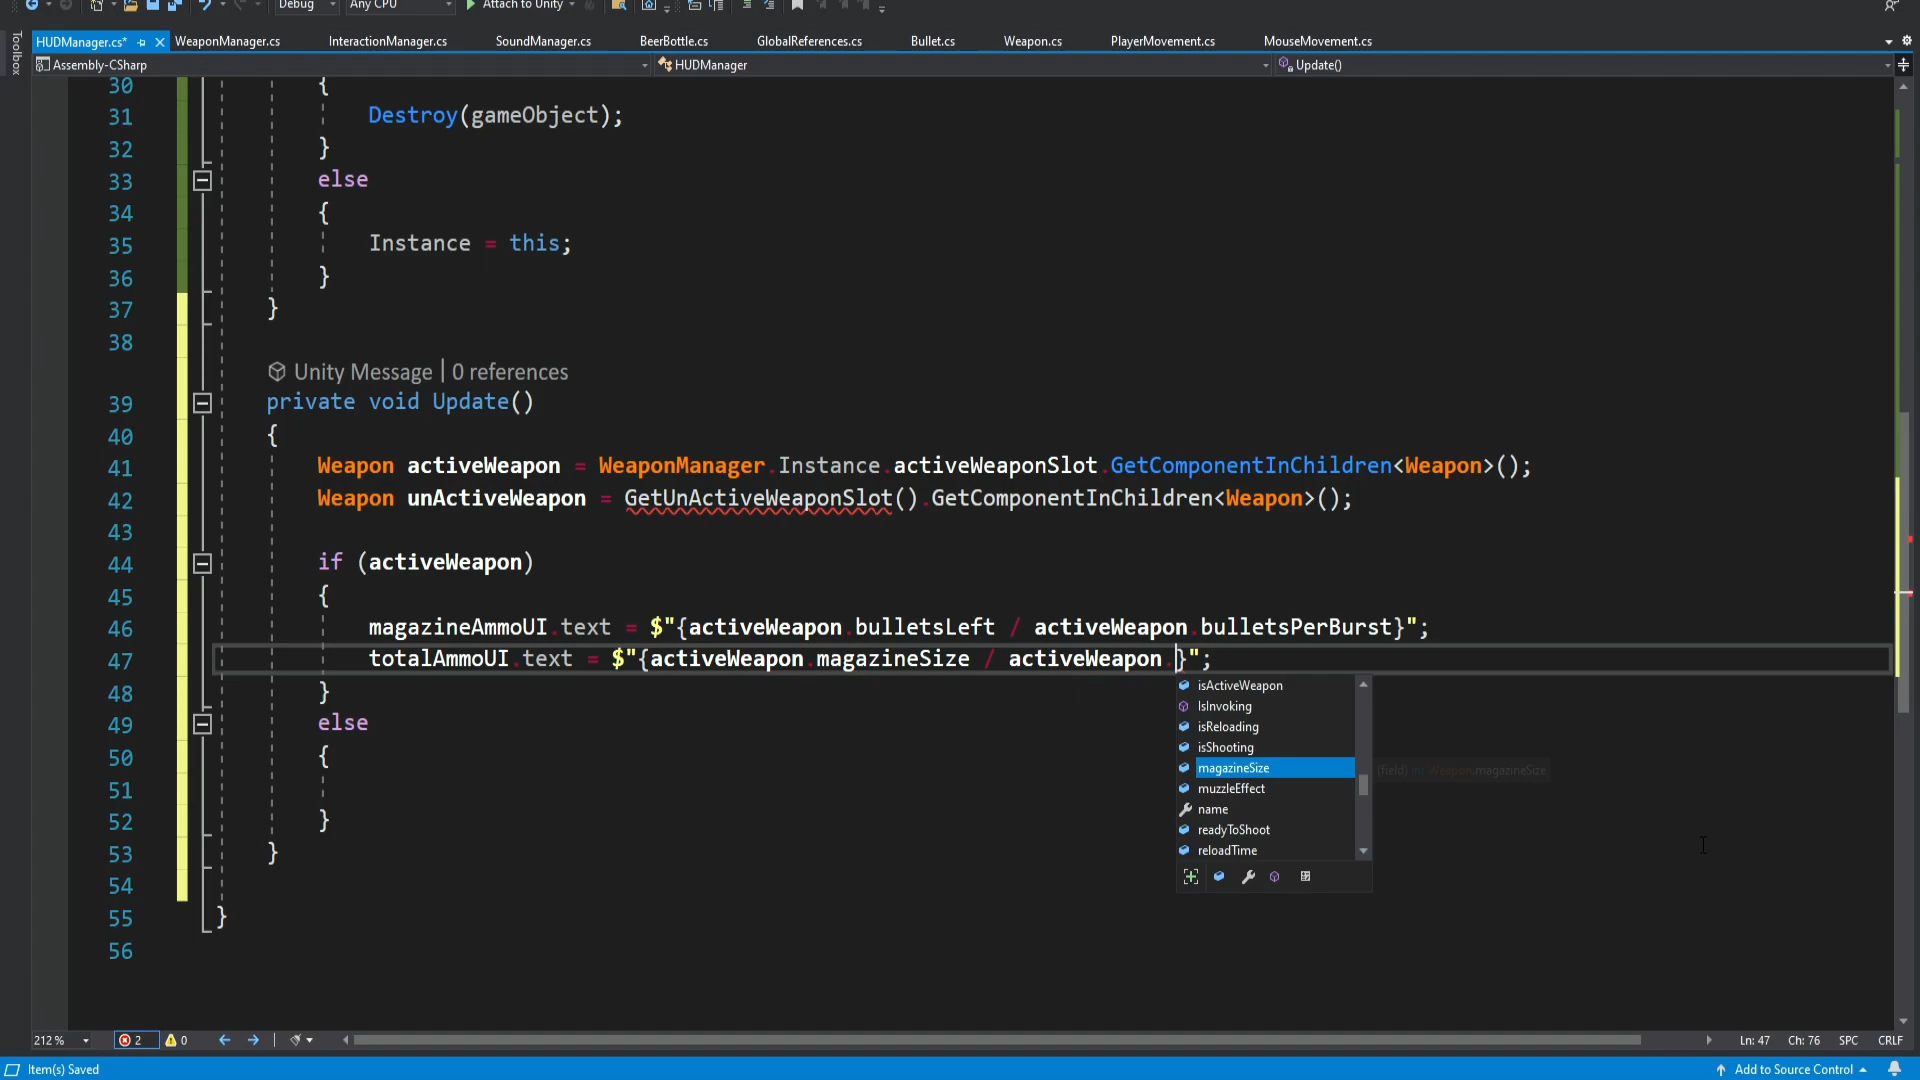 Debug Any CPU Attach to Unity
Toolbox
HUDManager.cs* WeaponManager.cs InteractionManager.cs SoundManager.cs BeerBottle.cs GlobalReferences.cs Bullet.cs Weapon.cs PlayerMovement.cs MouseMovement.cs
Assembly-CSharp HUDManager Update()
30 {
31 Destroy(gameObject);
32 }
33 else
34 {
35 Instance = this;
36 }
37 }
38
Unity Message | 0 references
39 private void Update()
40 {
41 Weapon activeWeapon = WeaponManager.Instance.activeWeaponSlot.GetComponentInChildren<Weapon>();
42 Weapon unActiveWeapon = GetUnActiveWeaponSlot().GetComponentInChildren<Weapon>();
43
44 if (activeWeapon)
45 {
46 magazineAmmoUI.text = $"{activeWeapon.bulletsLeft / activeWeapon.bulletsPerBurst}";
47 totalAmmoUI.text = $"{activeWeapon.magazineSize / activeWeapon.}";
48 }
49 else
50 {
51
52 }
53 }
54
55 }
56
isActiveWeapon
IsInvoking
isReloading
isShooting
magazineSize
(field) int Weapon.magazineSize
muzzleEffect
name
readyToShoot
reloadTime
212 % 2 0 Ln: 47 Ch: 76 SPC CRLF
Item(s) Saved Add to Source Control